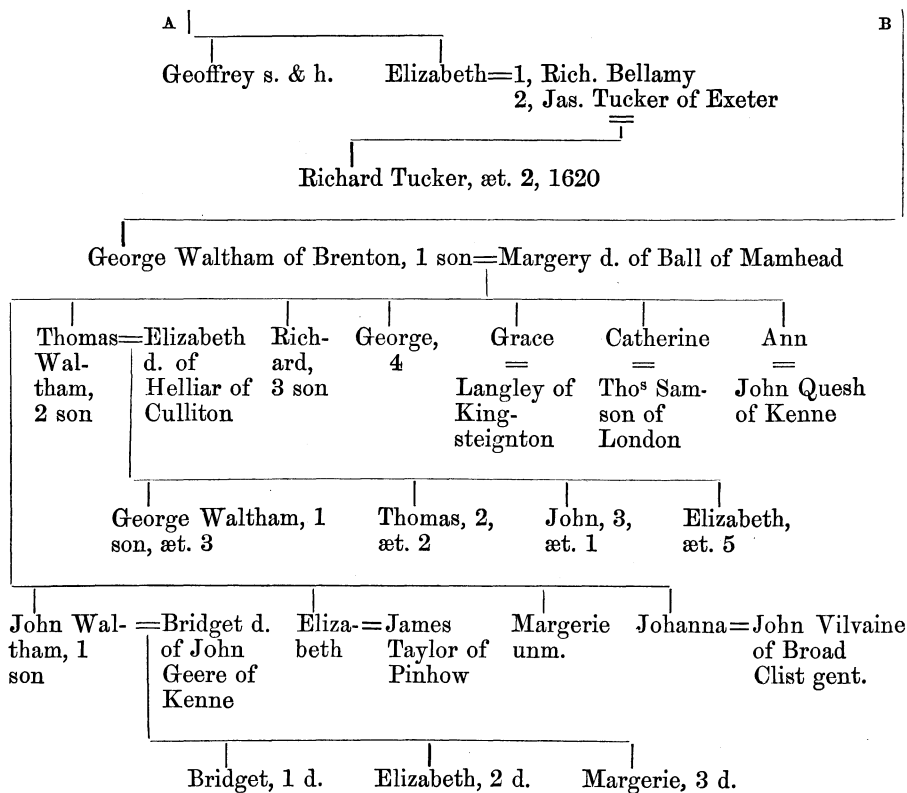 A B
Geoffrey s. & h. Elizabeth=1, Rich. Bellamy
2, Jas. Tucker of Exeter
=
Richard Tucker, æt. 2, 1620
George Waltham of Brenton, 1 son=Margery d. of Ball of Mamhead
Thomas=Elizabeth Rich- George, Grace Catherine Ann
Wal- d. of ard, 4 = = =
tham, Helliar of 3 son Langley of Thoˢ Sam- John Quesh
2 son Culliton King- son of of Kenne
steignton London
George Waltham, 1 Thomas, 2, John, 3, Elizabeth,
son, æt. 3 æt. 2 æt. 1 æt. 5
John Wal- =Bridget d. Eliza-=James Margerie Johanna=John Vilvaine
tham, 1 of John beth Taylor of unm. of Broad
son Geere of Pinhow Clist gent.
Kenne
Bridget, 1 d. Elizabeth, 2 d. Margerie, 3 d.